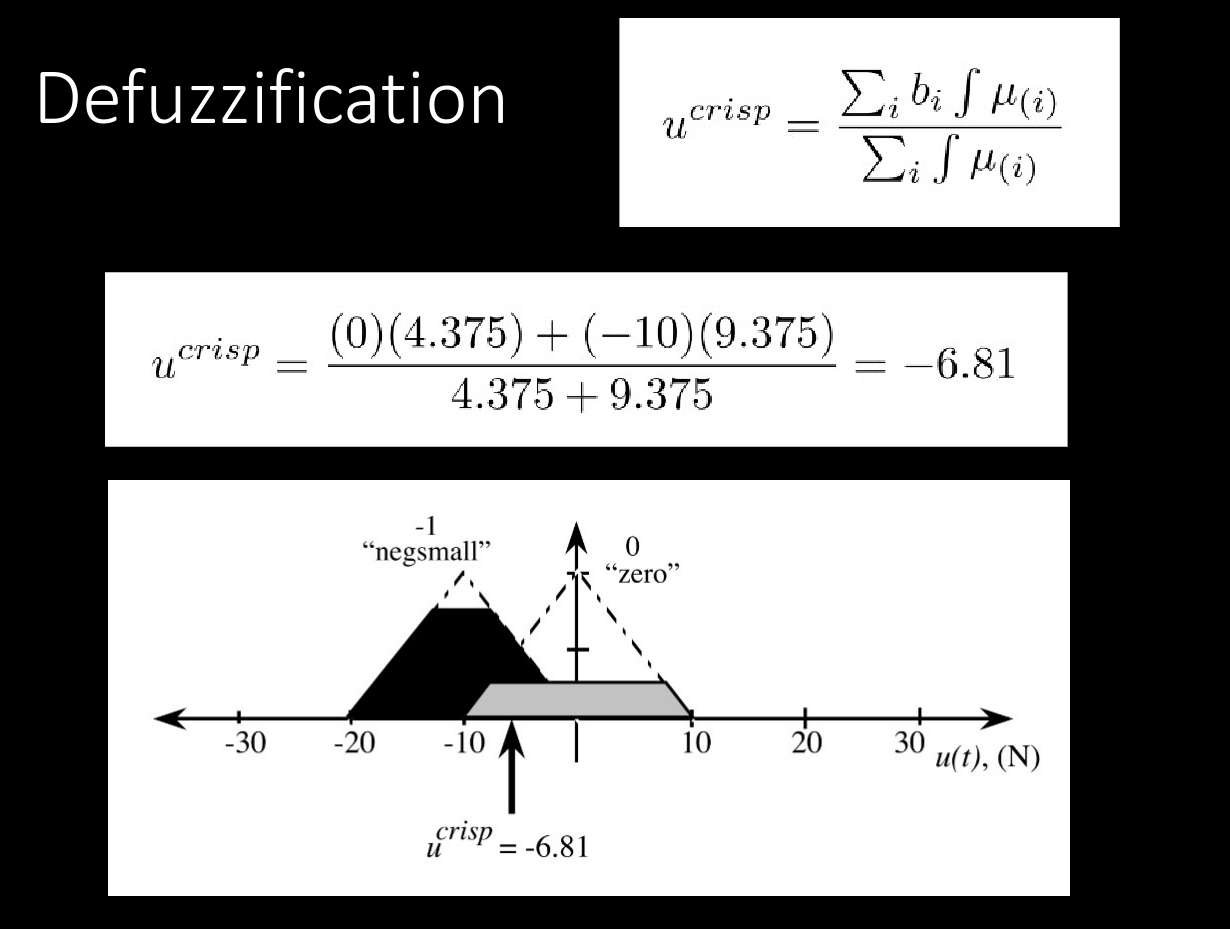 Defuzzification
u^{crisp} = \frac{\sum_i b_i \int \mu_{(i)}}{\sum_i \int \mu_{(i)}}
u^{crisp} = \frac{(0)(4.375) + (−10)(9.375)}{4.375 + 9.375} = −6.81
-1
“negsmall”
0
“zero”
-30 -20 -10 10 20 30
u(t), (N)
u^{crisp} = -6.81